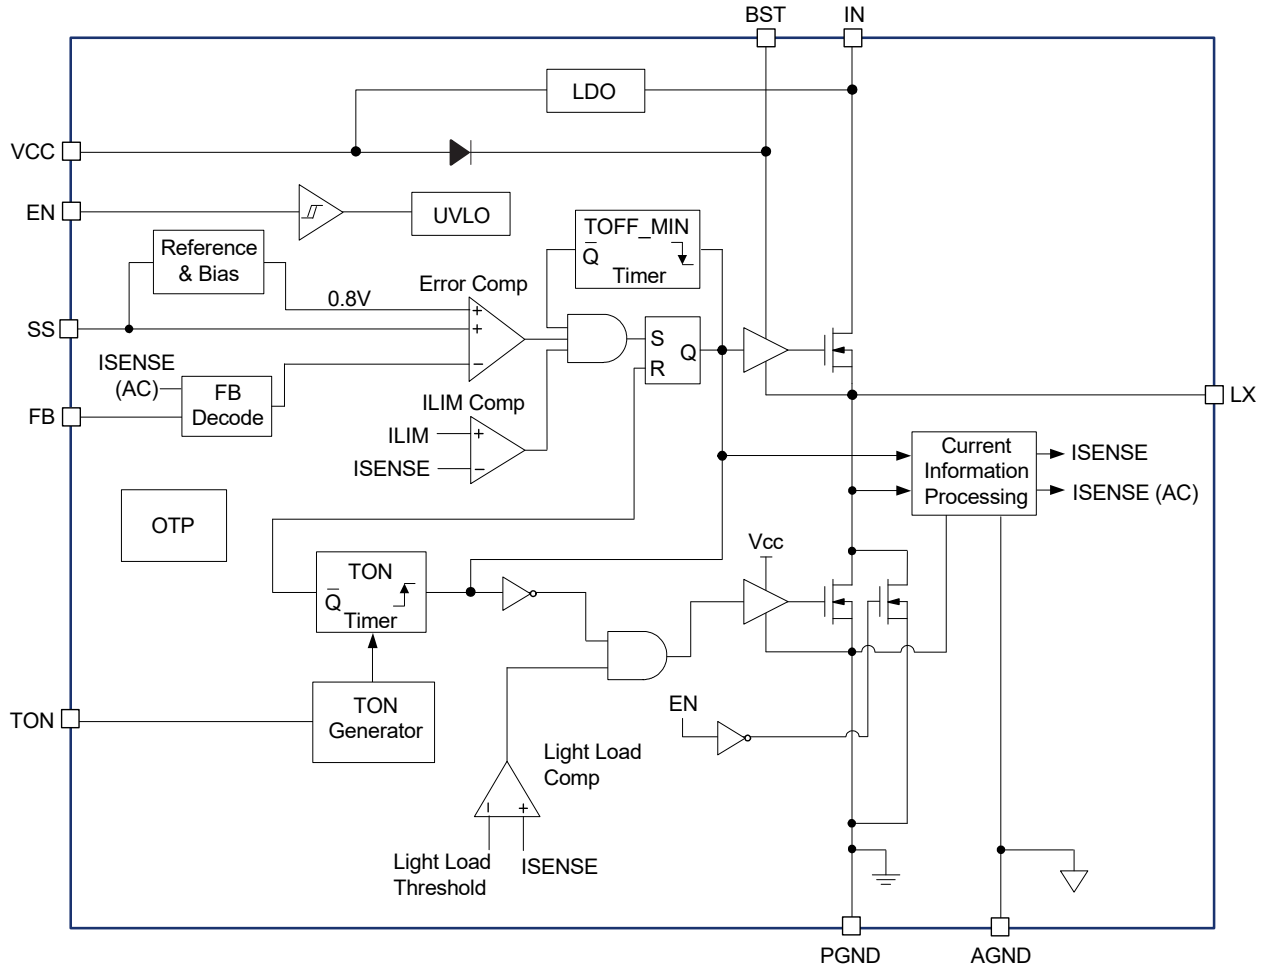 BST
IN
LDO
VCC
EN
UVLO
TOFF_MIN
Q̅
Timer
Reference
& Bias
Error Comp
0.8V
+
+
−
SS
S
R
Q
ISENSE
(AC)
FB
Decode
FB
LX
ILIM Comp
ILIM
+
ISENSE
−
Current
Information
Processing
ISENSE
ISENSE (AC)
OTP
Vcc
TON
Q̅
Timer
TON
TON
Generator
EN
Light Load
Comp
−
+
Light Load
Threshold
ISENSE
PGND
AGND